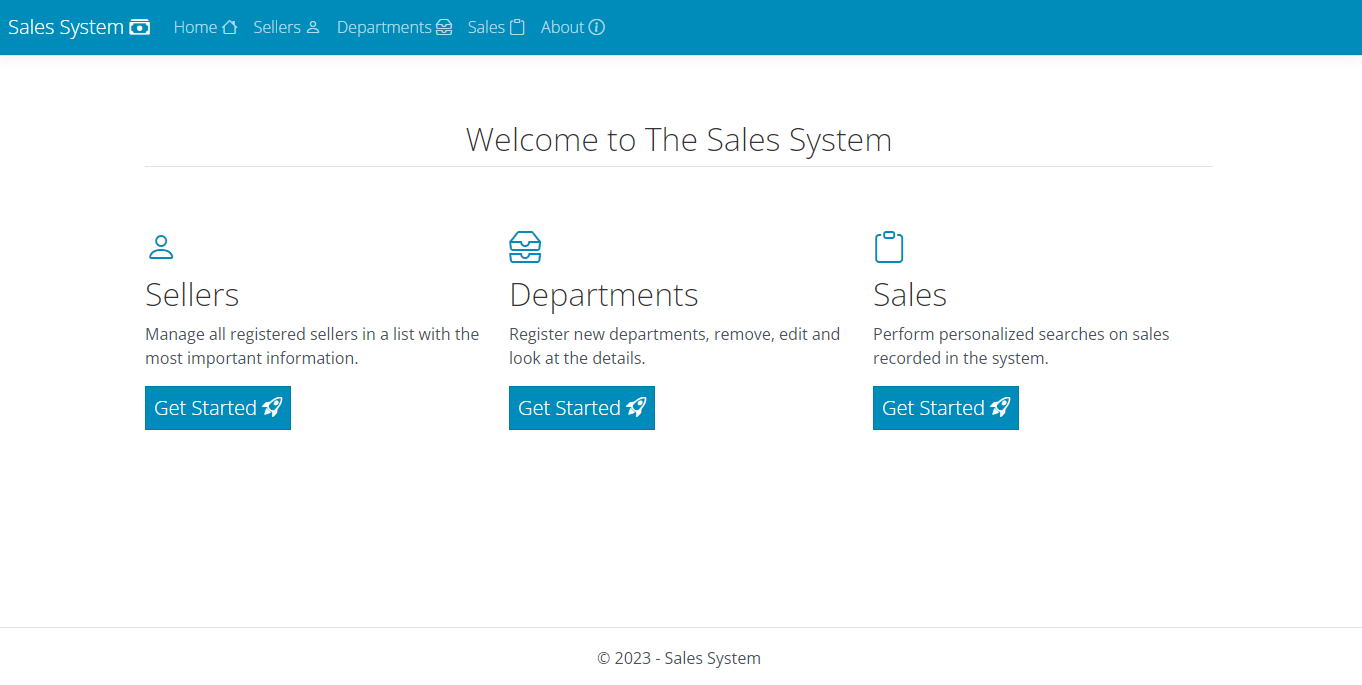 Sales System
Home Sellers Departments Sales About
Welcome to The Sales System
Sellers
Manage all registered sellers in a list with the
most important information.
Get Started
Departments
Register new departments, remove, edit and
look at the details.
Get Started
Sales
Perform personalized searches on sales
recorded in the system.
Get Started
© 2023 - Sales System